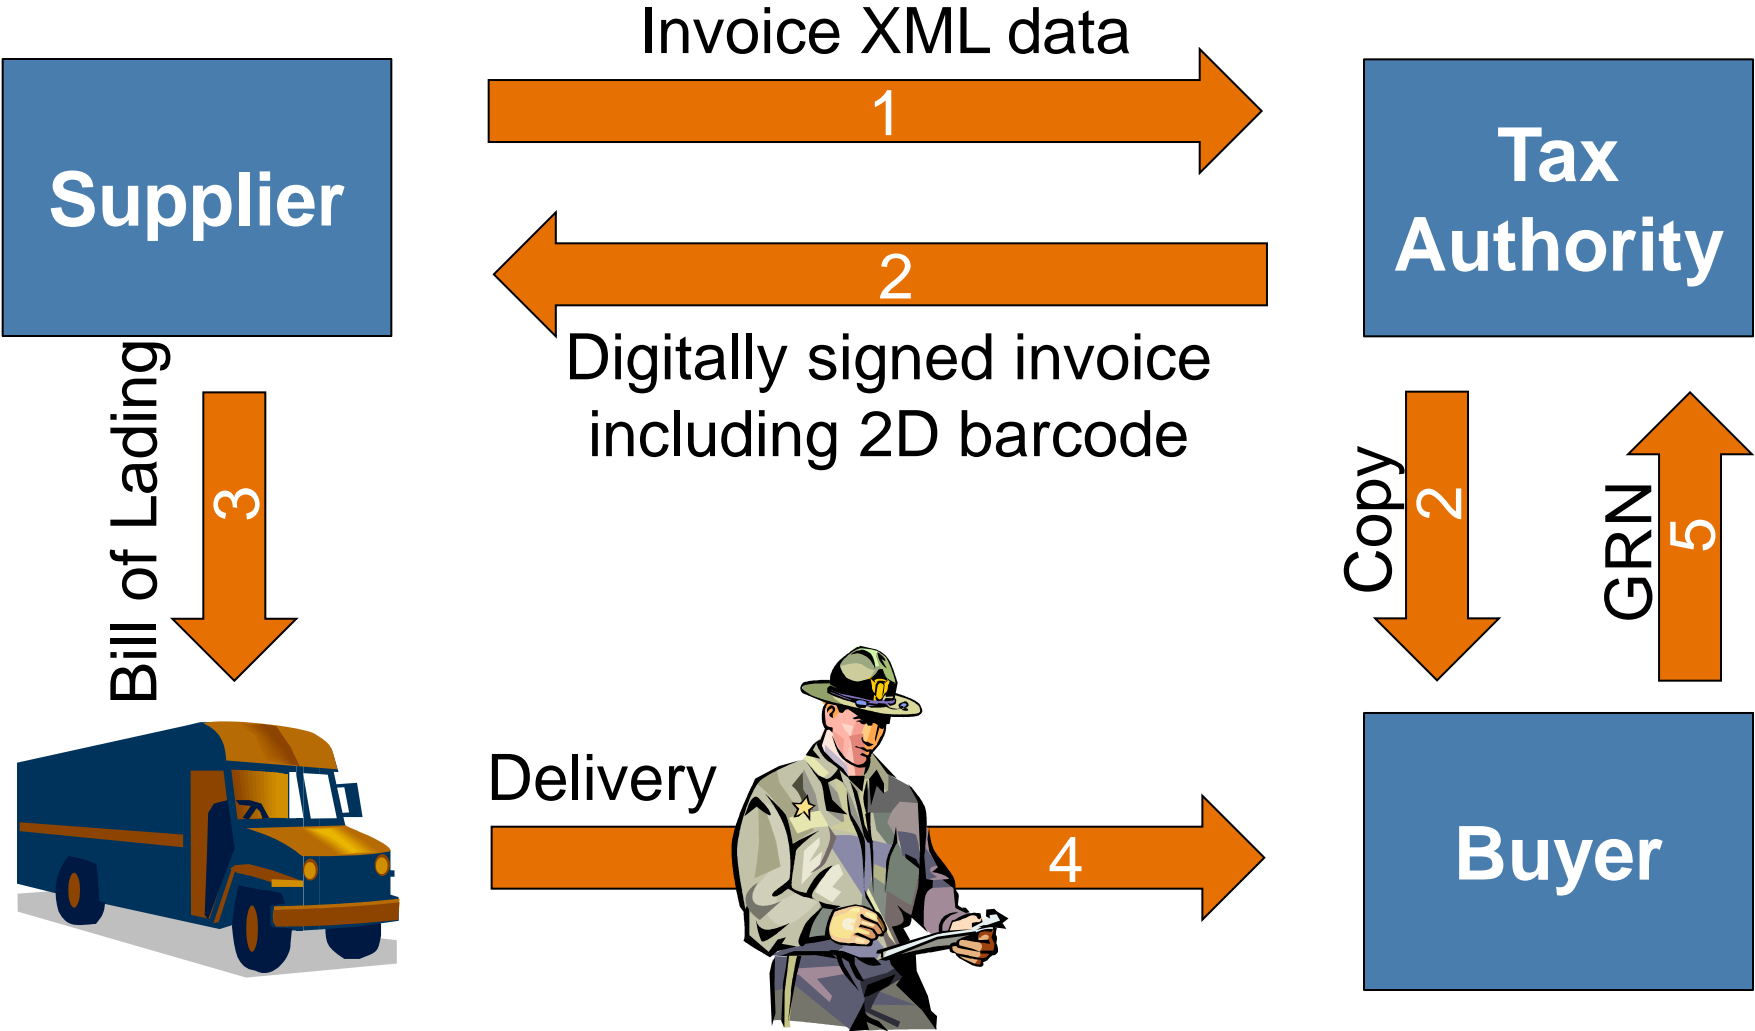 Invoice XML data
1
Supplier
Tax
Authority
2
Digitally signed invoice
including 2D barcode
Bill of Lading
3
Copy
2
GRN
5
Delivery
4
Buyer